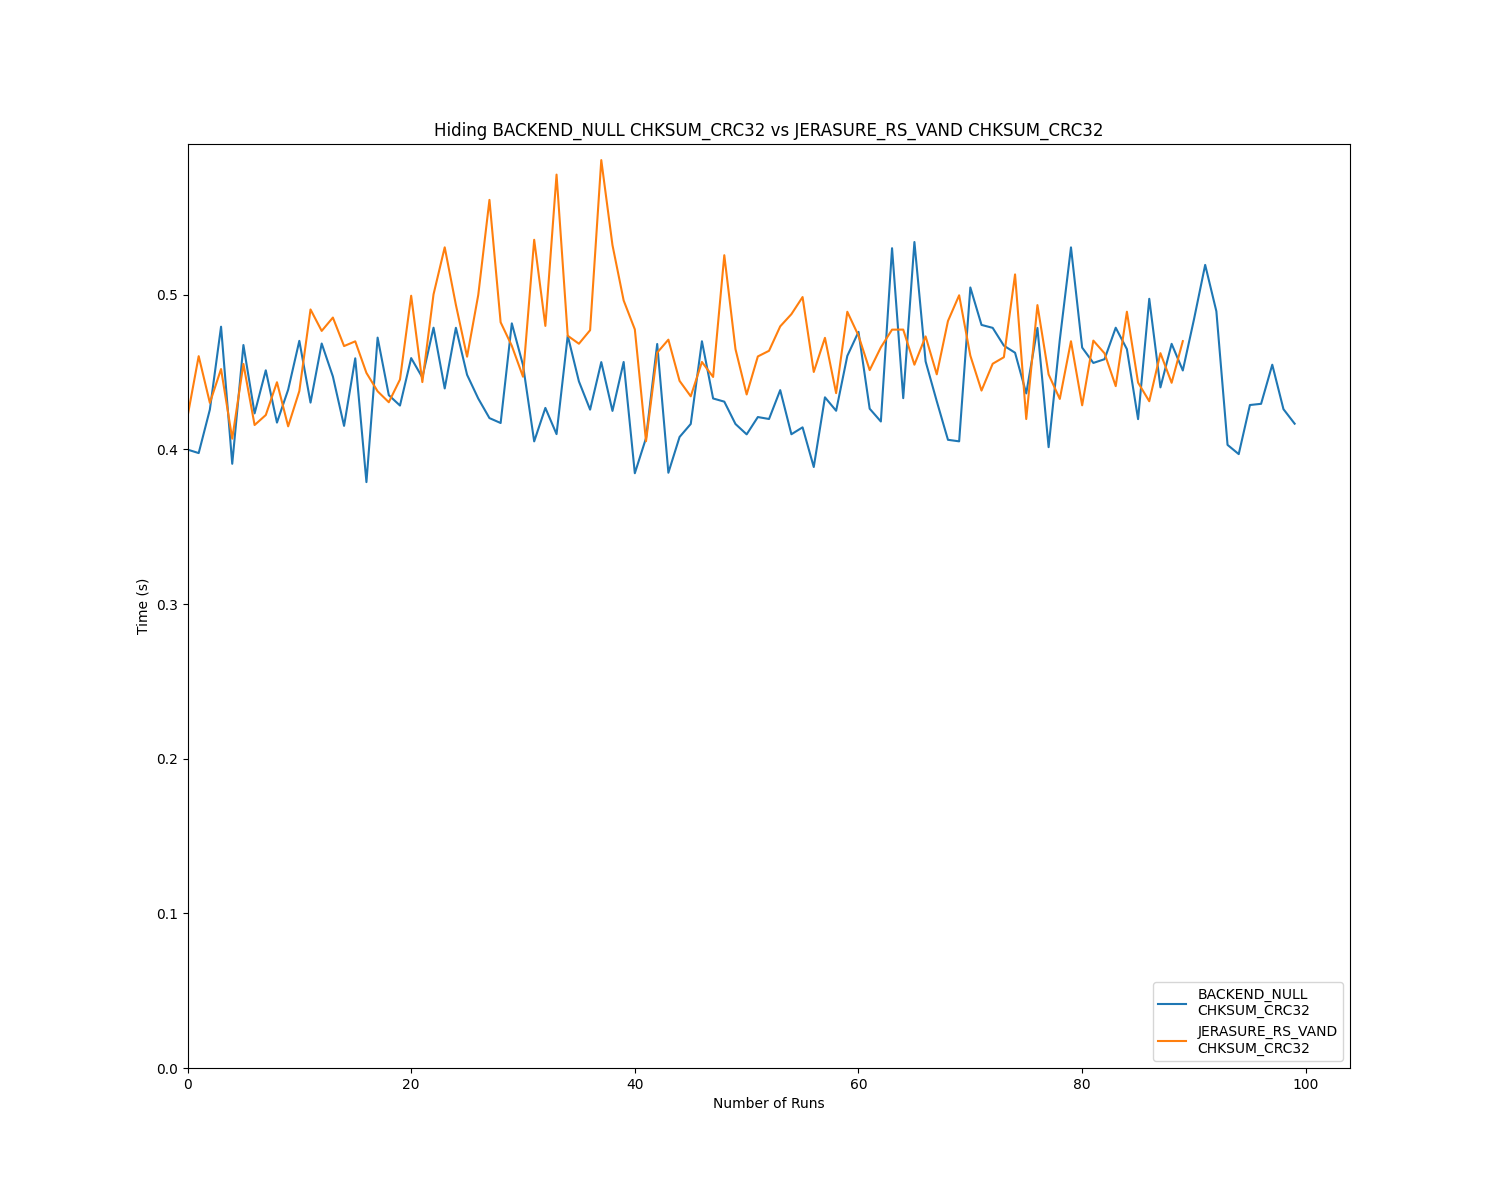 Hiding BACKEND_NULL CHKSUM_CRC32 vs JERASURE_RS_VAND CHKSUM_CRC32
Time (s)
0.5
0.4
0.3
0.2
0.1
0.0
0 20 40 60 80 100
Number of Runs
BACKEND_NULL
CHKSUM_CRC32
JERASURE_RS_VAND
CHKSUM_CRC32